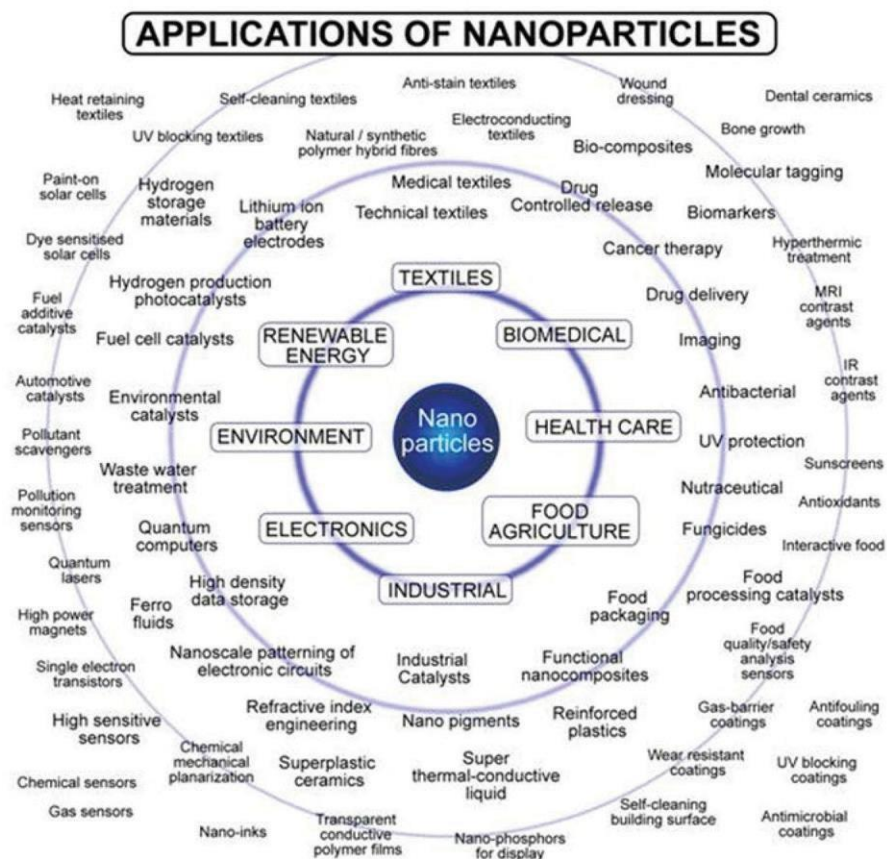 APPLICATIONS OF NANOPARTICLES
Anti-stain textiles
Wound
dressing
Heat retaining
textiles
Self-cleaning textiles
Dental ceramics
Electroconducting
textiles
Bone growth
UV blocking textiles
Natural / synthetic
polymer hybrid fibres
Bio-composites
Molecular tagging
Paint-on
solar cells
Hydrogen
storage
materials
Medical textiles
Drug
Controlled release
Lithium ion
battery
electrodes
Technical textiles
Biomarkers
Dye sensitised
solar cells
Cancer therapy
Hyperthermic
treatment
TEXTILES
Hydrogen production
photocatalysts
Drug delivery
MRI
contrast
agents
Fuel
additive
catalysts
RENEWABLE
ENERGY
BIOMEDICAL
Fuel cell catalysts
Imaging
IR
contrast
agents
Automotive
catalysts
Environmental
catalysts
Antibacterial
Nano
particles
ENVIRONMENT
HEALTH CARE
Pollutant
scavengers
UV protection
Sunscreens
Waste water
treatment
Nutraceutical
Antioxidants
Pollution
monitoring
sensors
ELECTRONICS
FOOD
AGRICULTURE
Quantum
computers
Fungicides
Interactive food
Quantum
lasers
High density
data storage
INDUSTRIAL
Food
processing catalysts
High power
magnets
Ferro
fluids
Food
packaging
Food
quality/safety
analysis
sensors
Single electron
transistors
Nanoscale patterning of
electronic circuits
Industrial
Catalysts
Functional
nanocomposites
High sensitive
sensors
Refractive index
engineering
Nano pigments
Reinforced
plastics
Gas-barrier
coatings
Antifouling
coatings
Chemical
mechanical
planarization
Superplastic
ceramics
Super
thermal-conductive
liquid
Wear resistant
coatings
UV blocking
coatings
Chemical sensors
Gas sensors
Nano-inks
Transparent
conductive
polymer films
Nano-phosphors
for display
Self-cleaning
building surface
Antimicrobial
coatings